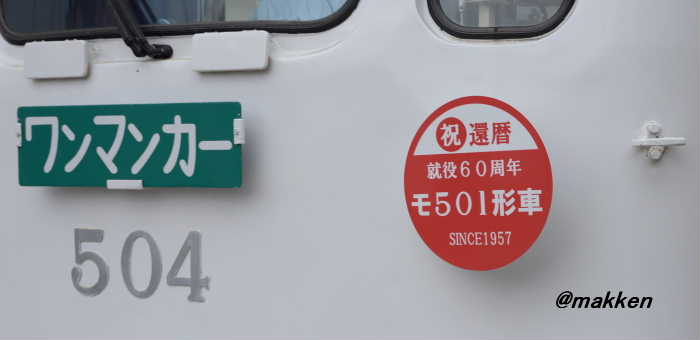 ワンマンカー
504
祝 還暦
就役60周年
モ501形車
SINCE1957
@makken